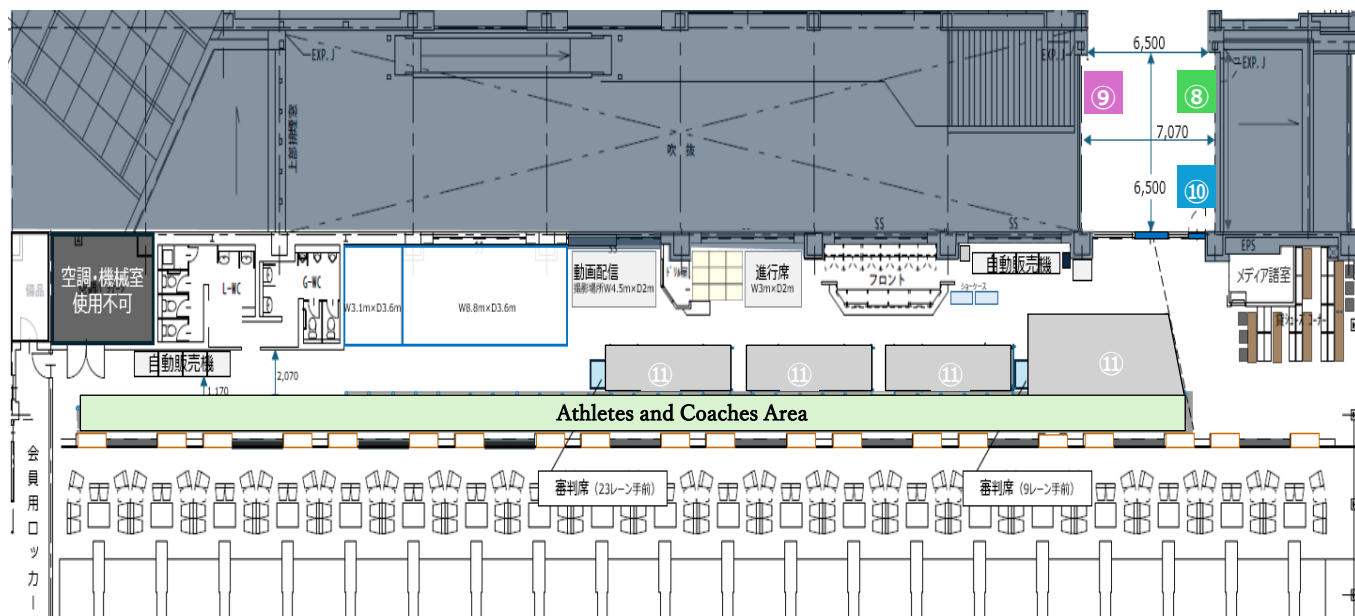 6,500
EXP.J
EXP.J
EXP.J
⑨
⑧
上部排煙窓
7,070
吹 抜
6,500
⑩
SS
SS
SS
EPS
空調・機械室
使用不可
備品
L-WC
G-WC
W3.1m×D3.6m
W8.8m×D3.6m
動画配信
撮影場所W4.5m×D2m
進行席
W3m×D2m
フロント
自動販売機
ショーケース
メディア諸室
自動販売機
2,070
1,170
⑪
⑪
⑪
⑪
Athletes and Coaches Area
審判席（23レーン手前）
審判席（9レーン手前）
会員用ロッカー